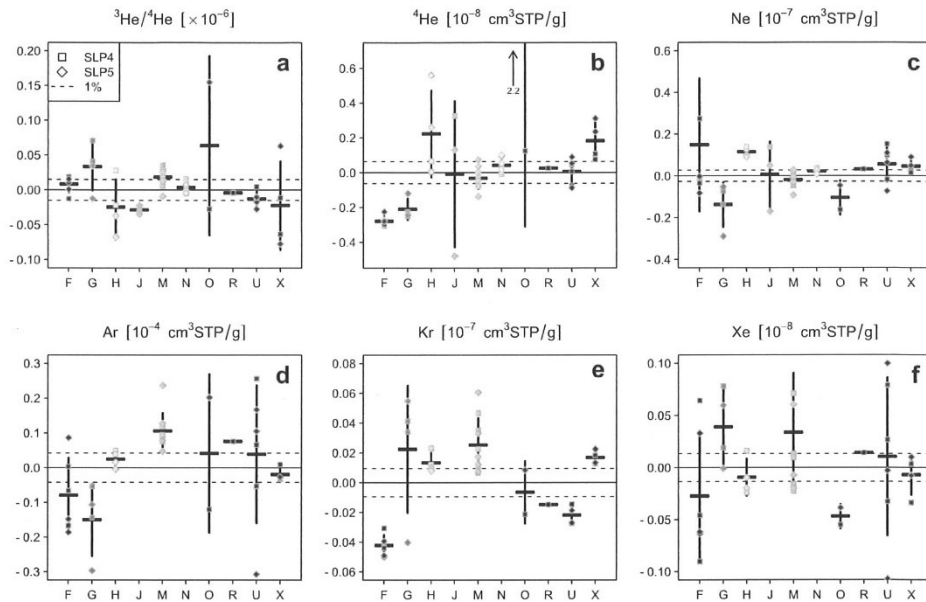 ³He/⁴He [×10⁻⁶]
⁴He [10⁻⁸ cm³STP/g]
Ne [10⁻⁷ cm³STP/g]
a
SLP4
SLP5
1%
0.20
0.15
0.10
0.05
0.00
- 0.05
- 0.10
F G H J M N O R U X
b
2.2
0.6
0.4
0.2
0.0
- 0.2
- 0.4
F G H J M N O R U X
c
0.6
0.4
0.2
0.0
- 0.2
- 0.4
F G H J M N O R U X
Ar [10⁻⁴ cm³STP/g]
Kr [10⁻⁷ cm³STP/g]
Xe [10⁻⁸ cm³STP/g]
d
0.3
0.2
0.1
0.0
- 0.1
- 0.2
- 0.3
F G H J M N O R U X
e
0.08
0.06
0.04
0.02
0.00
- 0.02
- 0.04
- 0.06
F G H J M N O R U X
f
0.10
0.05
0.00
- 0.05
- 0.10
F G H J M N O R U X